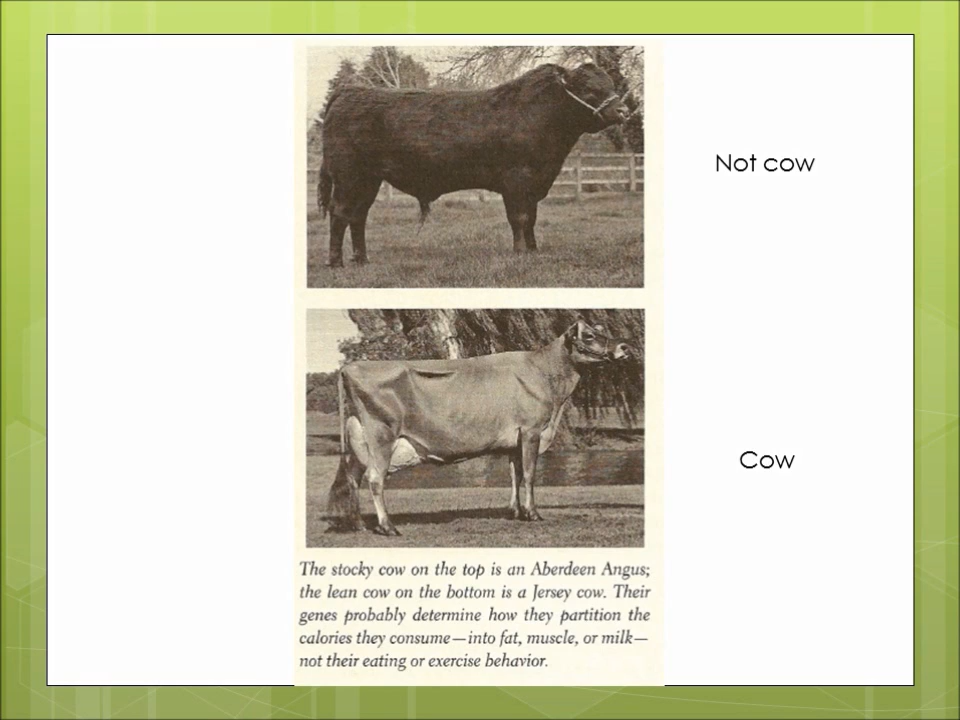 Not cow
Cow
The stocky cow on the top is an Aberdeen Angus;
the lean cow on the bottom is a Jersey cow. Their
genes probably determine how they partition the
calories they consume—into fat, muscle, or milk—
not their eating or exercise behavior.